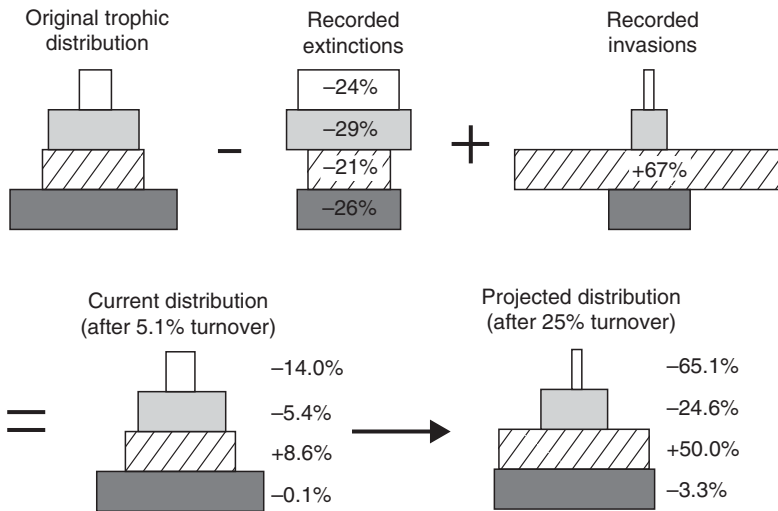 Original trophic
distribution
Recorded
extinctions
Recorded
invasions
–24%
–29%
–21%
–26%
–
+
+67%
=
Current distribution
(after 5.1% turnover)
–14.0%
–5.4%
+8.6%
–0.1%
Projected distribution
(after 25% turnover)
–65.1%
–24.6%
+50.0%
–3.3%